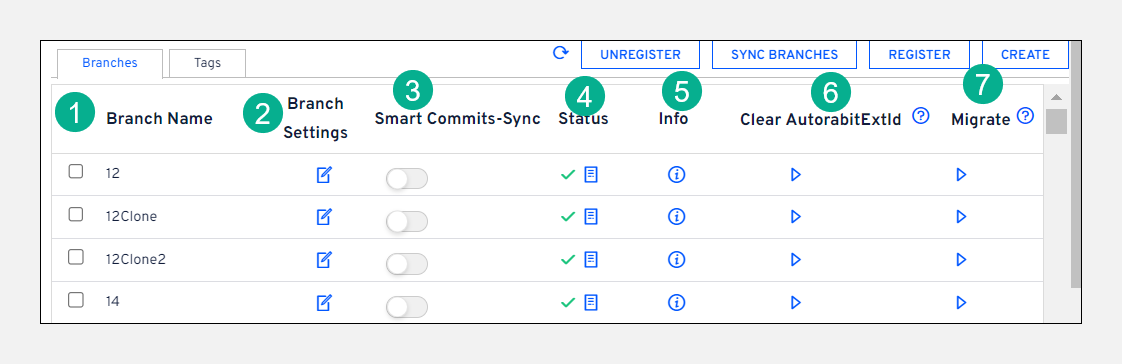 Branches Tags UNREGISTER SYNC BRANCHES REGISTER CREATE
1 Branch Name 2 Branch Settings 3 Smart Commits-Sync 4 Status 5 Info 6 Clear AutorabitExtId ? 7 Migrate ?
12
12Clone
12Clone2
14